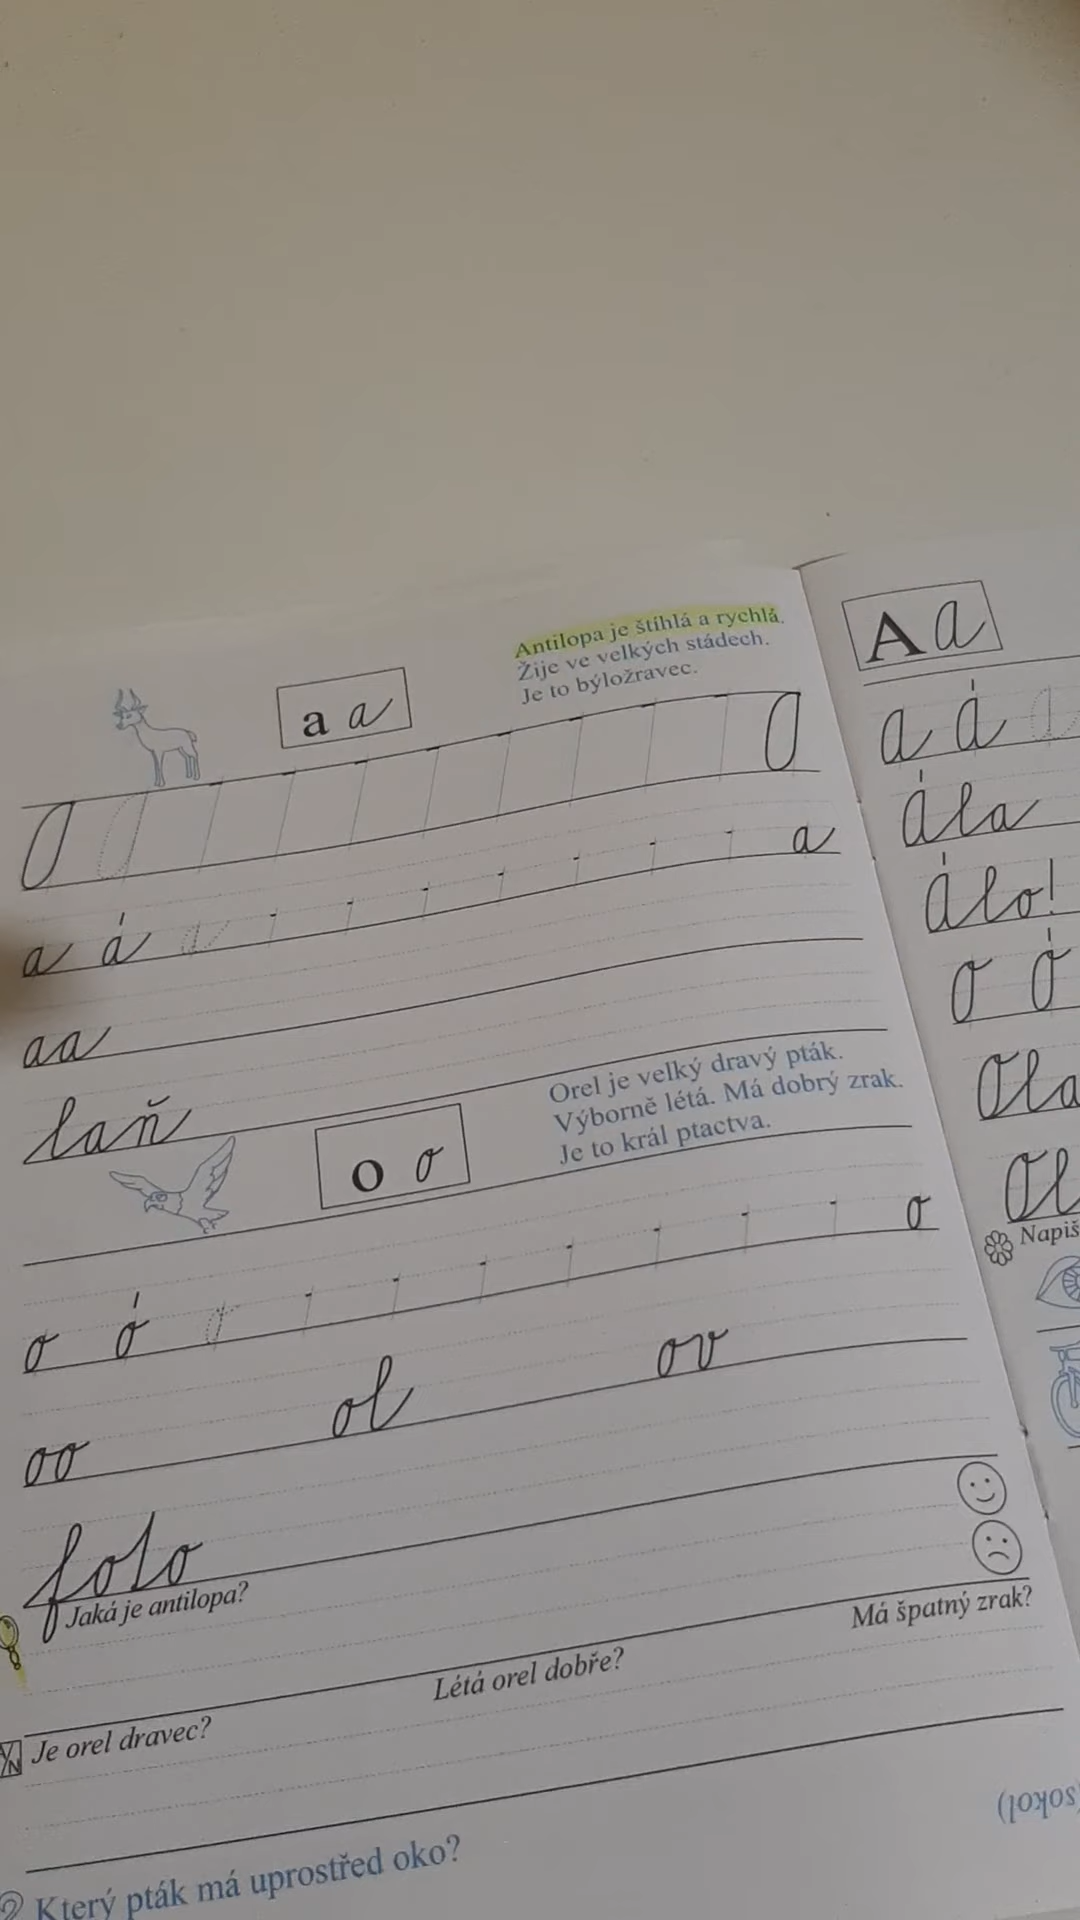 Antilopa je štíhlá a rychlá.
Žije ve velkých stádech.
Je to býložravec.
a a
a á a a
aa
laň
Orel je velký dravý pták.
Výborně létá. Má dobrý zrak.
Je to král ptactva.
o o
o ó o o
oo ol ov
folo
Jaká je antilopa?
Je orel dravec? Létá orel dobře? Má špatný zrak?
A/N
Který pták má uprostřed oko?
(sokol)
A a
a á
Ála
Álo!
O Ó
Ola
Ol
Napiš